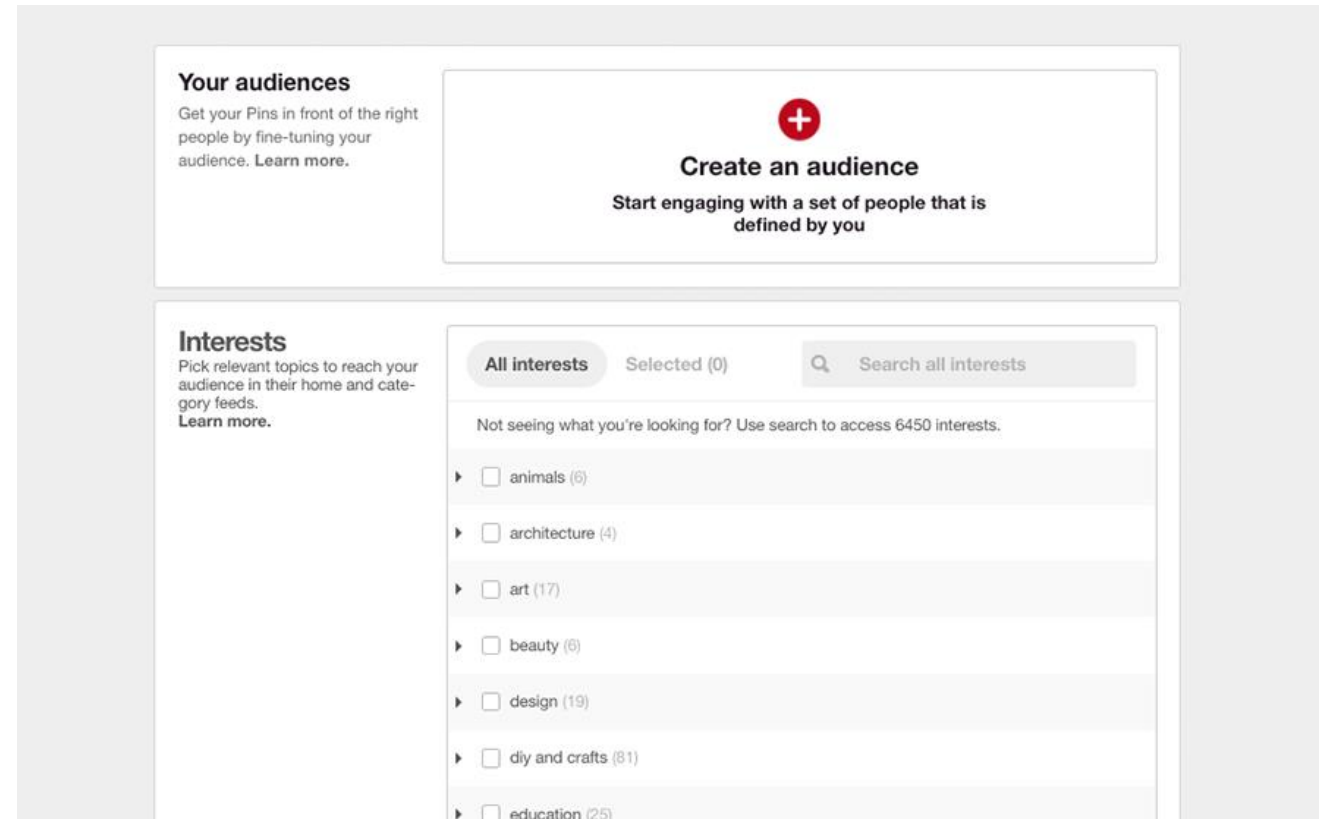 Your audiences
Get your Pins in front of the right
people by fine-tuning your
audience. Learn more.
Create an audience
Start engaging with a set of people that is
defined by you
Interests
Pick relevant topics to reach your
audience in their home and cate-
gory feeds.
Learn more.
All interests Selected (0) Search all interests
Not seeing what you're looking for? Use search to access 6450 interests.
animals (6)
architecture (4)
art (17)
beauty (6)
design (19)
diy and crafts (81)
education (25)